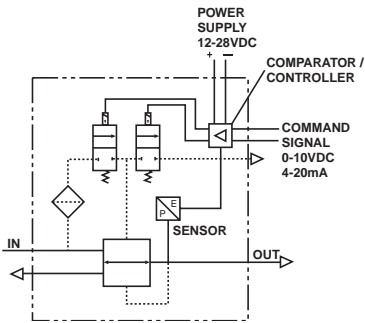 POWER
SUPPLY
12-28VDC
+ −
COMPARATOR /
CONTROLLER
COMMAND
SIGNAL
0-10VDC
4-20mA
E
P
SENSOR
IN
OUT